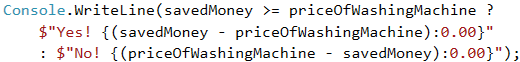 Console.WriteLine(savedMoney >= priceOfWashingMachine ?
$"Yes! {(savedMoney - priceOfWashingMachine):0.00}"
: $"No! {(priceOfWashingMachine - savedMoney):0.00}");